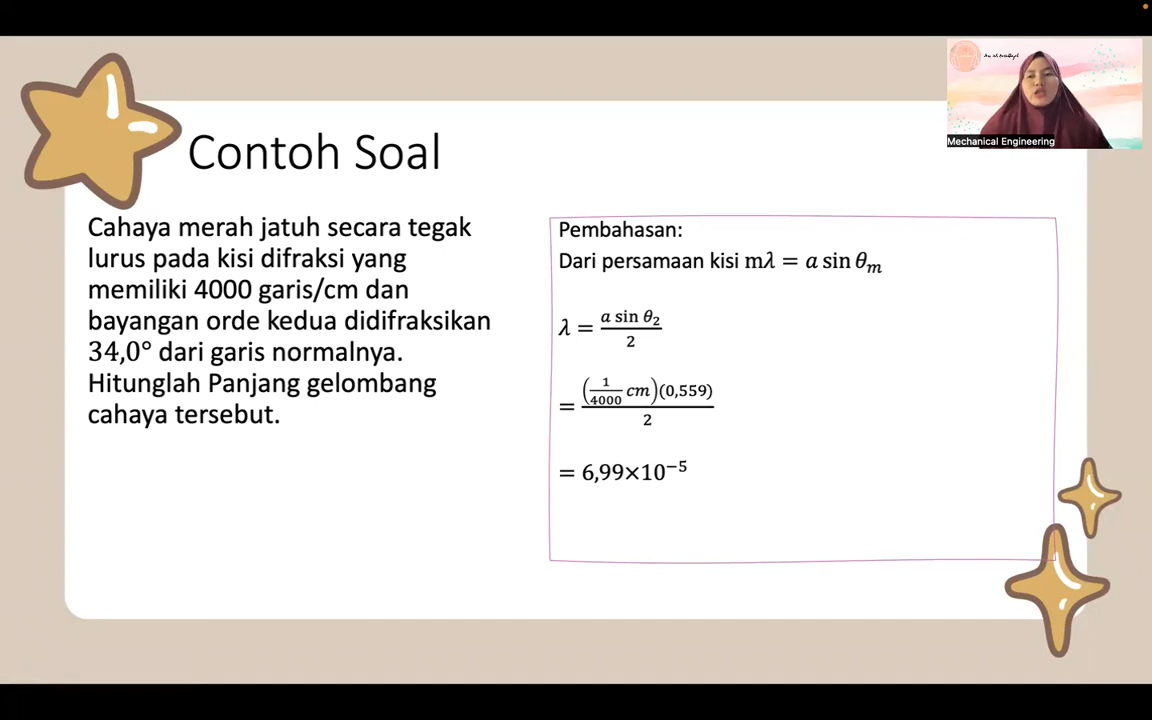 Mechanical Engineering
Contoh Soal
Cahaya merah jatuh secara tegak
lurus pada kisi difraksi yang
memiliki 4000 garis/cm dan
bayangan orde kedua didifraksikan
34,0° dari garis normalnya.
Hitunglah Panjang gelombang
cahaya tersebut.
Pembahasan:
Dari persamaan kisi mλ = a sin θₘ
λ = (a sin θ₂)/2
= ((1/4000 cm)(0,559))/2
= 6,99×10⁻⁵